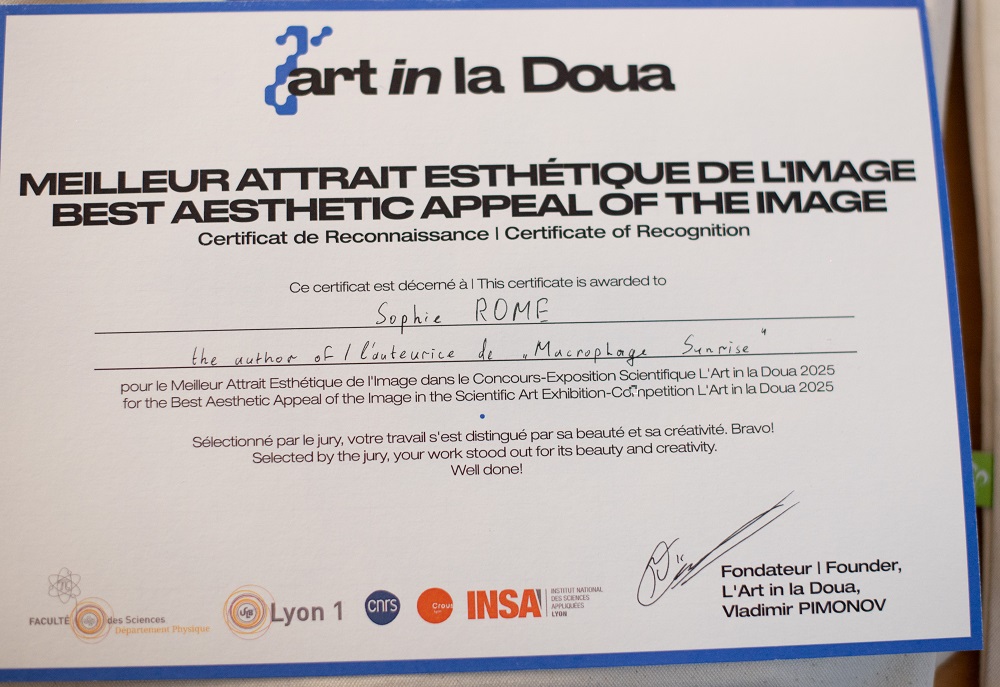 art in la Doua
MEILLEUR ATTRAIT ESTHÉTIQUE DE L'IMAGE
BEST AESTHETIC APPEAL OF THE IMAGE
Certificat de Reconnaissance | Certificate of Recognition
Ce certificat est décerné à | This certificate is awarded to
Sophie ROME
the author of / l'auteurice de „Macrophage Sunrise"
pour le Meilleur Attrait Esthétique de l'Image dans le Concours-Exposition Scientifique L'Art in la Doua 2025
for the Best Aesthetic Appeal of the Image in the Scientific Art Exhibition-Competition L'Art in la Doua 2025
Sélectionné par le jury, votre travail s'est distingué par sa beauté et sa créativité. Bravo!
Selected by the jury, your work stood out for its beauty and creativity.
Well done!
Fondateur | Founder,
L'Art in la Doua,
Vladimir PIMONOV
FACULTÉ des Sciences
Département Physique
Lyon 1
cnrs
Crous
INSA
INSTITUT NATIONAL
DES SCIENCES
APPLIQUÉES
LYON